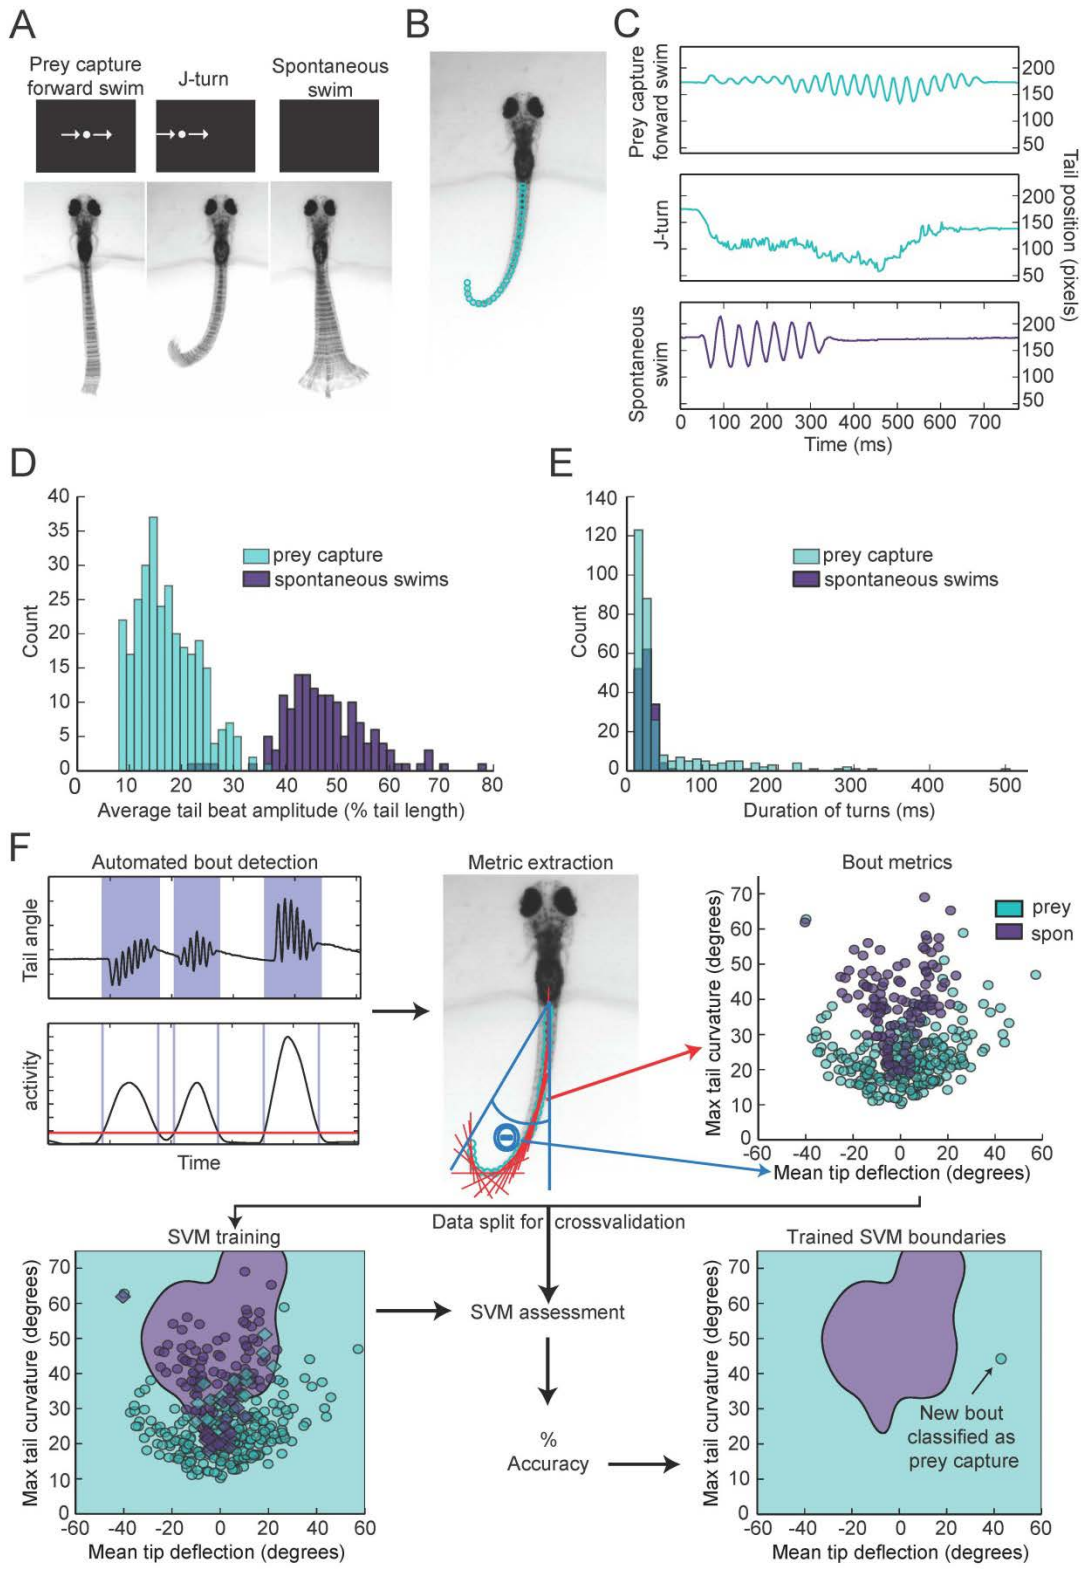 A
Prey capture
forward swim
J-turn
Spontaneous
swim
B
C
Prey capture
forward swim
200
150
100
50
J-turn
200
150
100
50
Spontaneous
swim
200
150
100
50
Tail position (pixels)
0 100 200 300 400 500 600 700
Time (ms)
D
40
35
30
25
20
15
10
5
0
Count
prey capture
spontaneous swims
0 10 20 30 40 50 60 70 80
Average tail beat amplitude (% tail length)
E
140
120
100
80
60
40
20
0
Count
prey capture
spontaneous swims
100 200 300 400 500
Duration of turns (ms)
F
Automated bout detection
Tail angle
activity
Time
Metric extraction
Θ
Bout metrics
prey
spon
70
60
50
40
30
20
10
0
Max tail curvature (degrees)
-60 -40 -20 0 20 40 60
Mean tip deflection (degrees)
Data split for crossvalidation
SVM training
70
60
50
40
30
20
10
0
Max tail curvature (degrees)
-60 -40 -20 0 20 40 60
Mean tip deflection (degrees)
SVM assessment
%
Accuracy
Trained SVM boundaries
70
60
50
40
30
20
10
0
Max tail curvature (degrees)
New bout
classified as
prey capture
-60 -40 -20 0 20 40 60
Mean tip deflection (degrees)